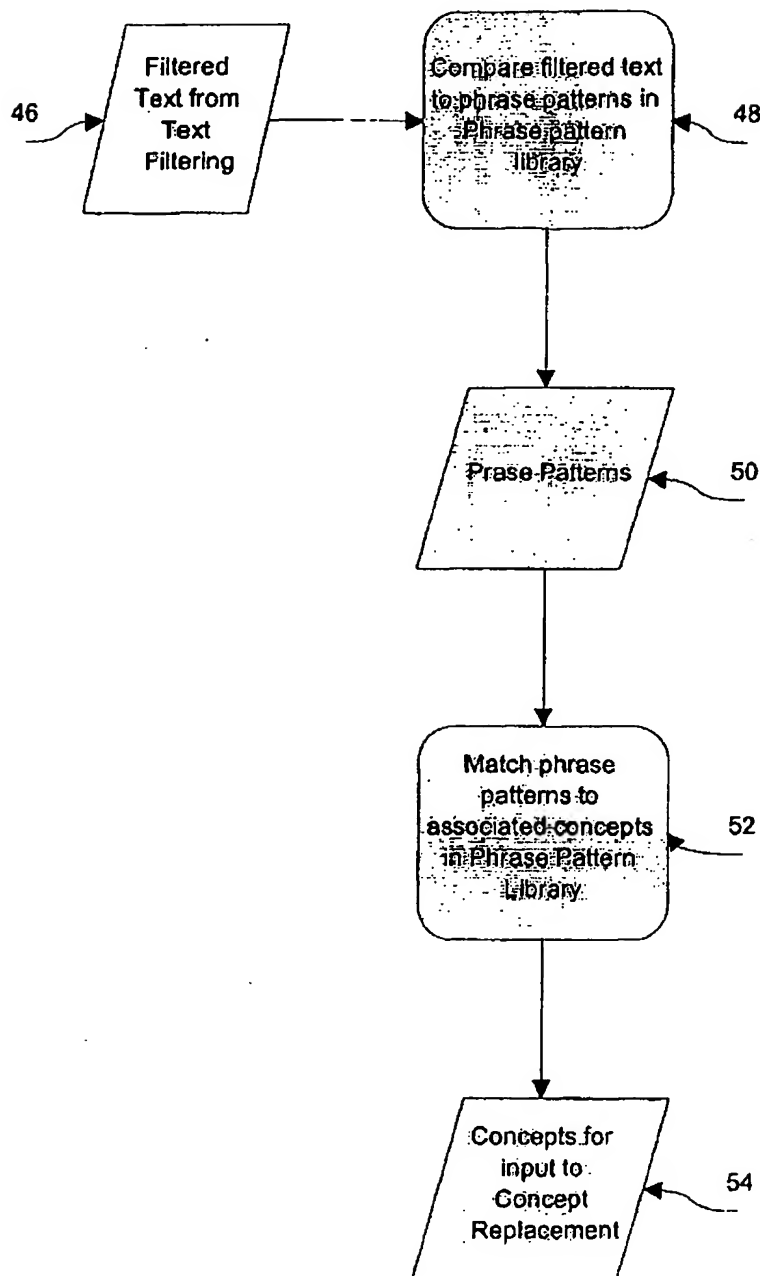 46
Filtered
Text from
Text
Filtering
Compare filtered text
to phrase patterns in
Phrase pattern
library
48
Prase Patterns
50
Match phrase
patterns to
associated concepts
in Phrase Pattern
Library
52
Concepts for
input to
Concept
Replacement
54